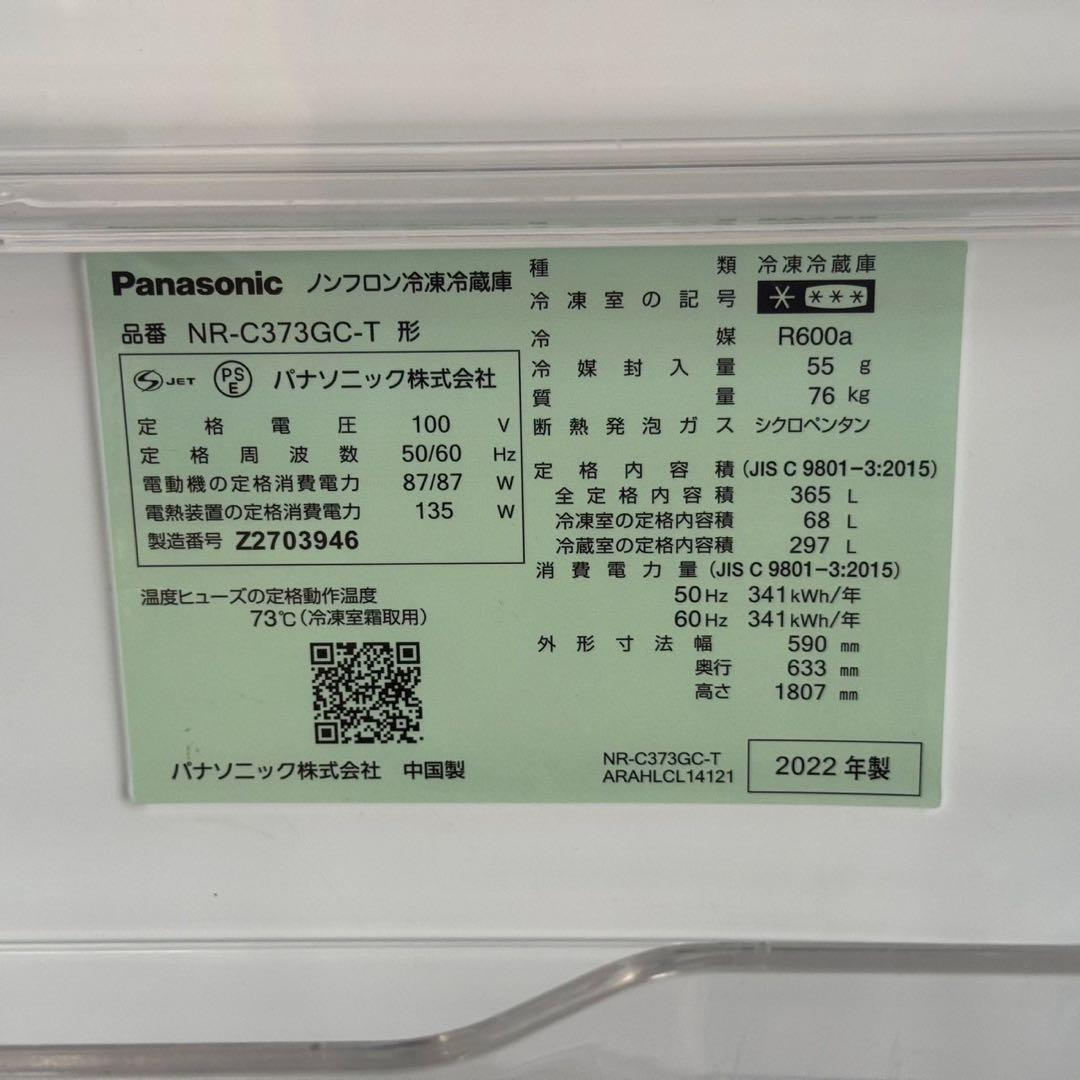 Panasonic ノンフロン冷凍冷蔵庫
品番 NR-C373GC-T 形
JET PSE パナソニック株式会社
定格電圧 100 V
定格周波数 50/60 Hz
電動機の定格消費電力 87/87 W
電熱装置の定格消費電力 135 W
製造番号 Z2703946
温度ヒューズの定格動作温度
73℃(冷凍室霜取用)
パナソニック株式会社 中国製
種類 冷凍冷蔵庫
冷凍室の記号 * ***
冷媒 R600a
冷媒封入量 55 g
質量 76 kg
断熱発泡ガス シクロペンタン
定格内容積 (JIS C 9801-3:2015)
全定格内容積 365 L
冷凍室の定格内容積 68 L
冷蔵室の定格内容積 297 L
消費電力量 (JIS C 9801-3:2015)
50Hz 341kWh/年
60Hz 341kWh/年
外形寸法 幅 590 mm
奥行 633 mm
高さ 1807 mm
NR-C373GC-T
ARAHLCL14121
2022年製